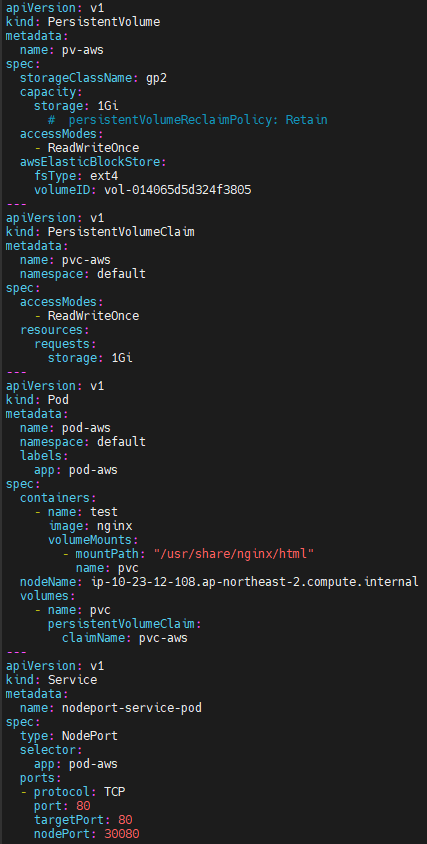 apiVersion: v1
kind: PersistentVolume
metadata:
  name: pv-aws
spec:
  storageClassName: gp2
  capacity:
    storage: 1Gi
      #  persistentVolumeReclaimPolicy: Retain
  accessModes:
    - ReadWriteOnce
  awsElasticBlockStore:
    fsType: ext4
    volumeID: vol-014065d5d324f3805
---
apiVersion: v1
kind: PersistentVolumeClaim
metadata:
  name: pvc-aws
  namespace: default
spec:
  accessModes:
    - ReadWriteOnce
  resources:
    requests:
      storage: 1Gi
---
apiVersion: v1
kind: Pod
metadata:
  name: pod-aws
  namespace: default
  labels:
    app: pod-aws
spec:
  containers:
    - name: test
      image: nginx
      volumeMounts:
        - mountPath: "/usr/share/nginx/html"
          name: pvc
  nodeName: ip-10-23-12-108.ap-northeast-2.compute.internal
  volumes:
    - name: pvc
      persistentVolumeClaim:
        claimName: pvc-aws
---
apiVersion: v1
kind: Service
metadata:
  name: nodeport-service-pod
spec:
  type: NodePort
  selector:
    app: pod-aws
  ports:
  - protocol: TCP
    port: 80
    targetPort: 80
    nodePort: 30080